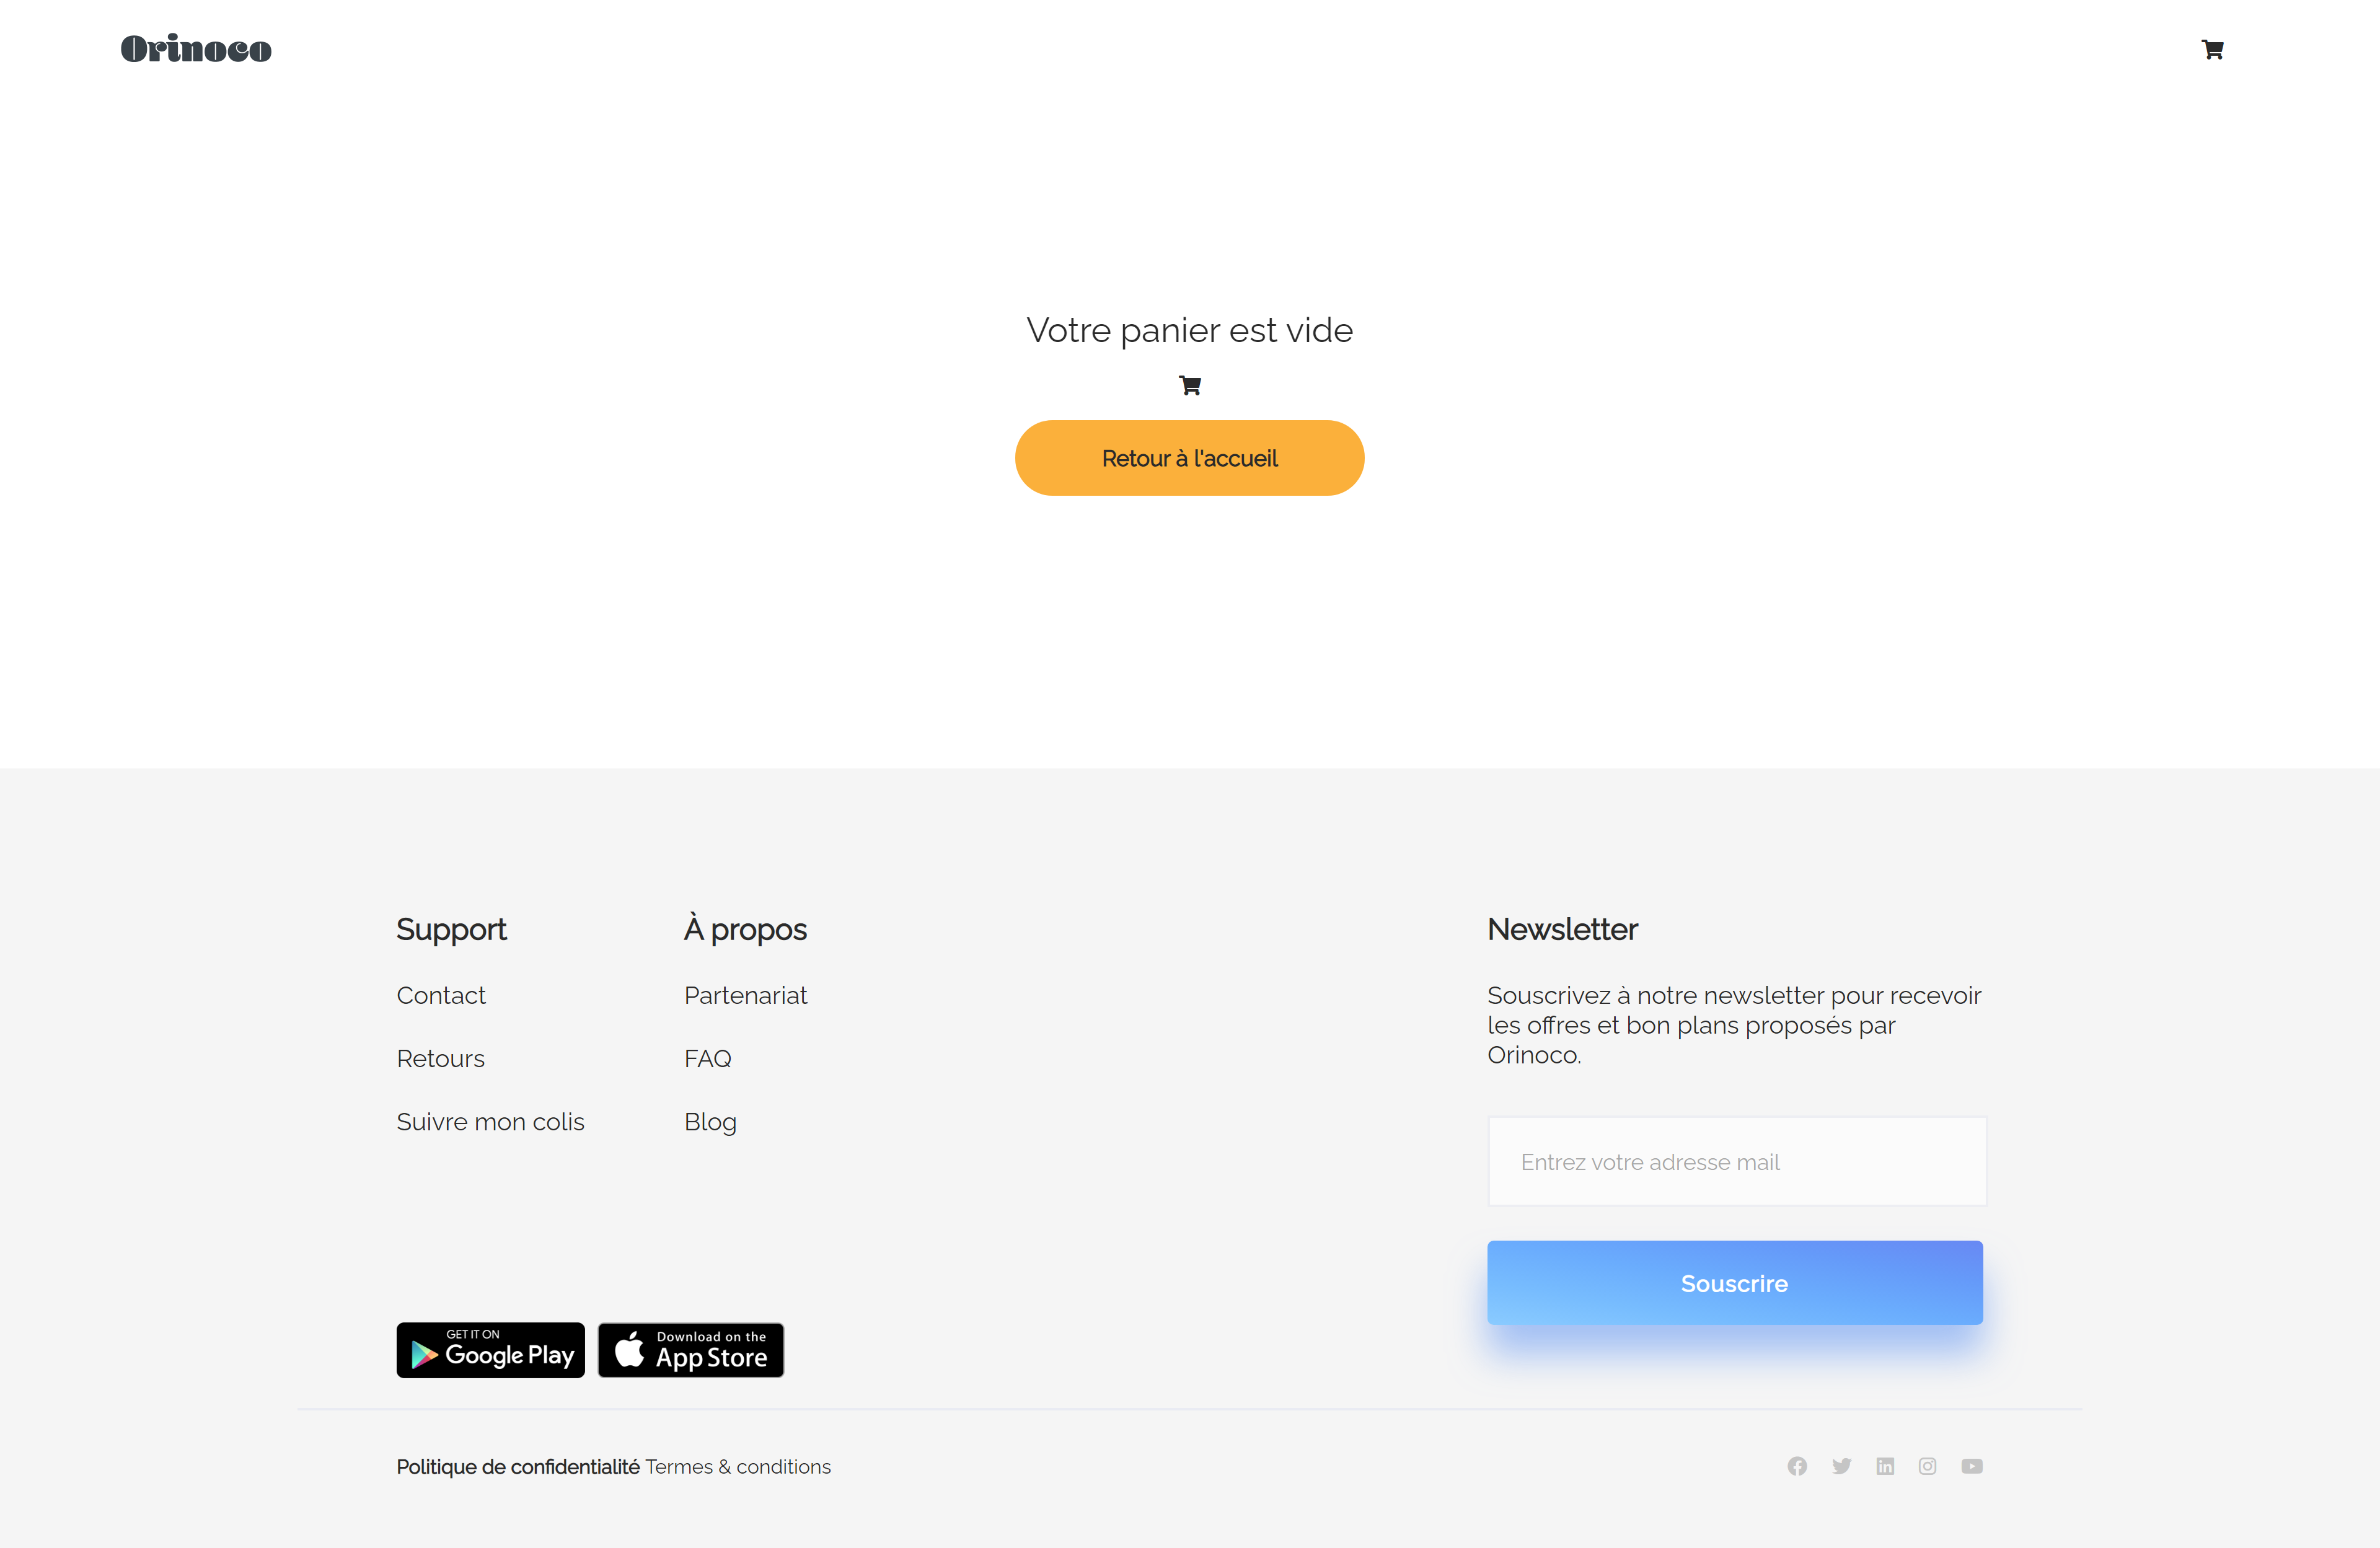 Orinoco
Votre panier est vide
Retour à l'accueil
Support
Contact
Retours
Suivre mon colis
À propos
Partenariat
FAQ
Blog
Newsletter
Souscrivez à notre newsletter pour recevoir
les offres et bon plans proposés par
Orinoco.
Entrez votre adresse mail
Souscrire
GET IT ON
Google Play
Download on the
App Store
Politique de confidentialité Termes & conditions